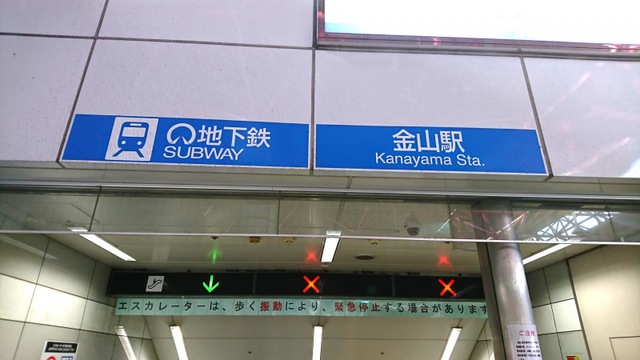 地下鉄
SUBWAY
金山駅
Kanayama Sta.
エスカレーターは、歩く振動により、緊急停止する場合があります